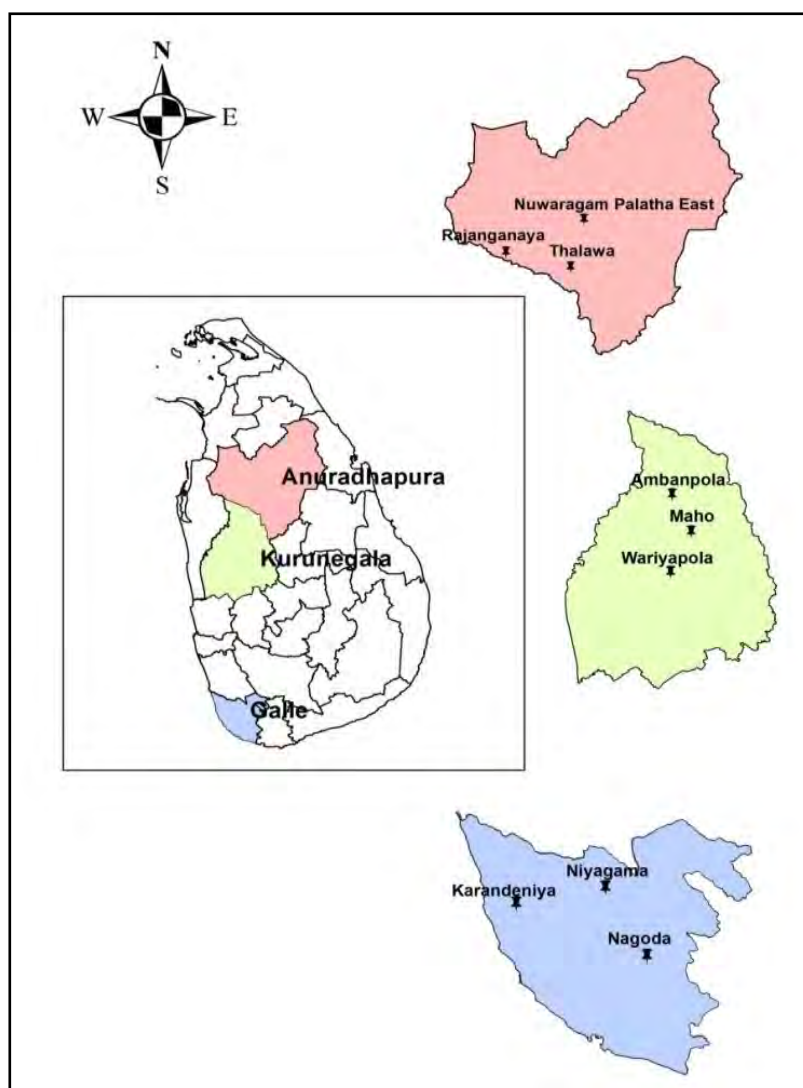 N
W E
S
Nuwaragam Palatha East
Rajanganaya
Thalawa
Anuradhapura
Kurunegala
Galle
Ambanpola
Maho
Wariyapola
Niyagama
Karandeniya
Nagoda